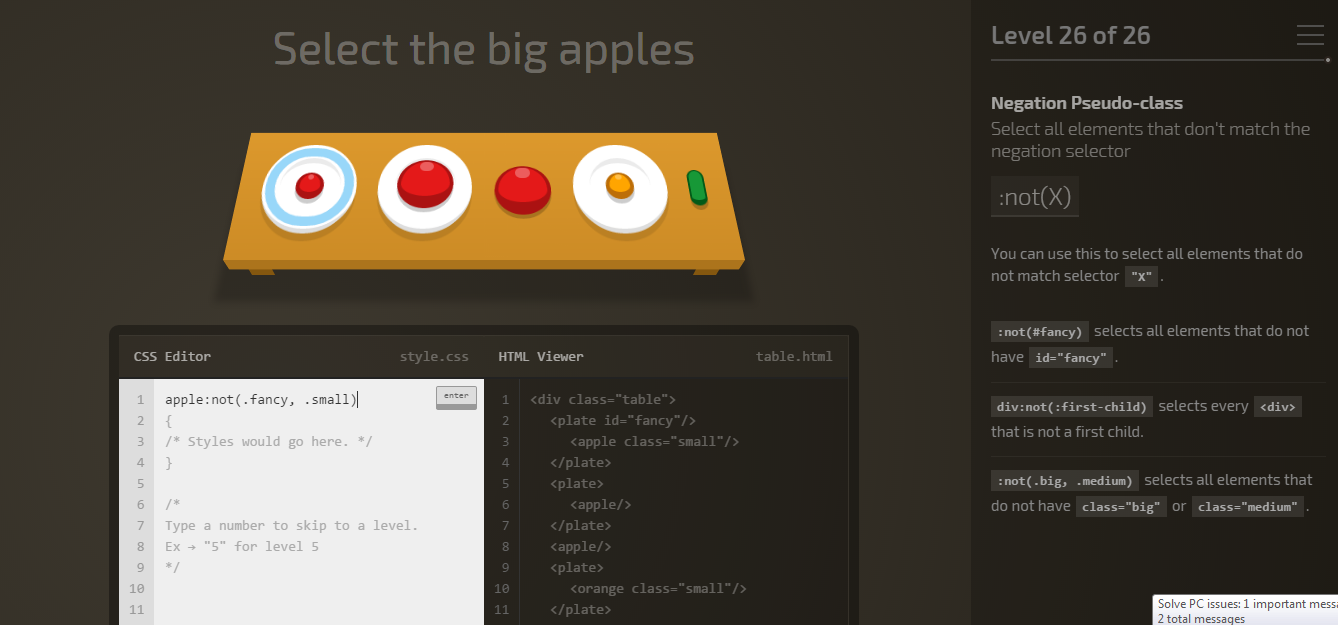 Select the big apples
Level 26 of 26
Negation Pseudo-class
Select all elements that don't match the
negation selector
:not(X)
You can use this to select all elements that do
not match selector "X" .
:not(#fancy) selects all elements that do not
have id="fancy" .
div:not(:first-child) selects every <div>
that is not a first child.
:not(.big, .medium) selects all elements that
do not have class="big" or class="medium" .
CSS Editor style.css
enter
1 apple:not(.fancy, .small)
2 {
3 /* Styles would go here. */
4 }
5
6 /*
7 Type a number to skip to a level.
8 Ex → "5" for level 5
9 */
10
11
HTML Viewer table.html
1 <div class="table">
2 <plate id="fancy"/>
3 <apple class="small"/>
4 </plate>
5 <plate>
6 <apple/>
7 </plate>
8 <apple/>
9 <plate>
10 <orange class="small"/>
11 </plate>
Solve PC issues: 1 important messa
2 total messages